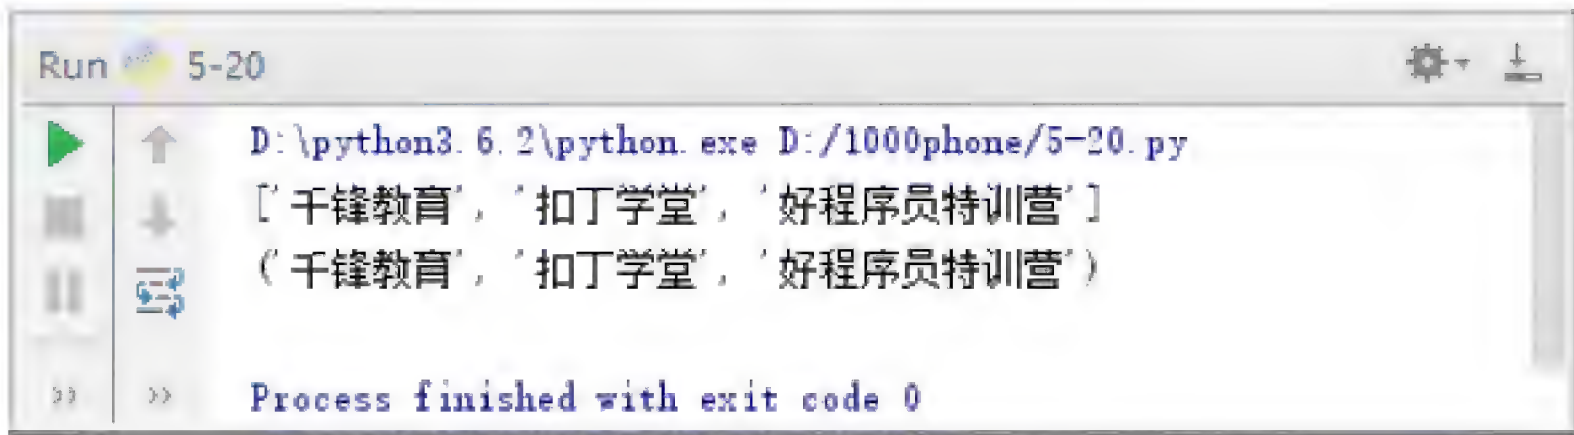 Run 5-20
D:\python3.6.2\python.exe D:/1000phone/5-20.py
['千锋教育', '扣丁学堂', '好程序员特训营']
('千锋教育', '扣丁学堂', '好程序员特训营')
Process finished with exit code 0